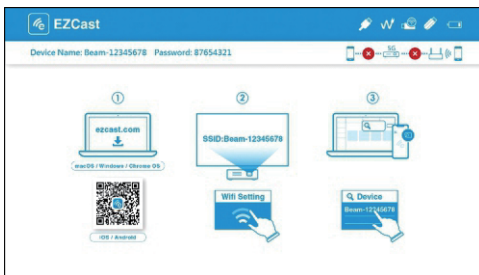 EZCast
Device Name: Beam-12345678 Password: 87654321
5G
①
②
③
ezcast.com
SSID:Beam-12345678
macOS / Windows / Chrome OS
Wifi Setting
Q Device
Beam-12345678
iOS / Android